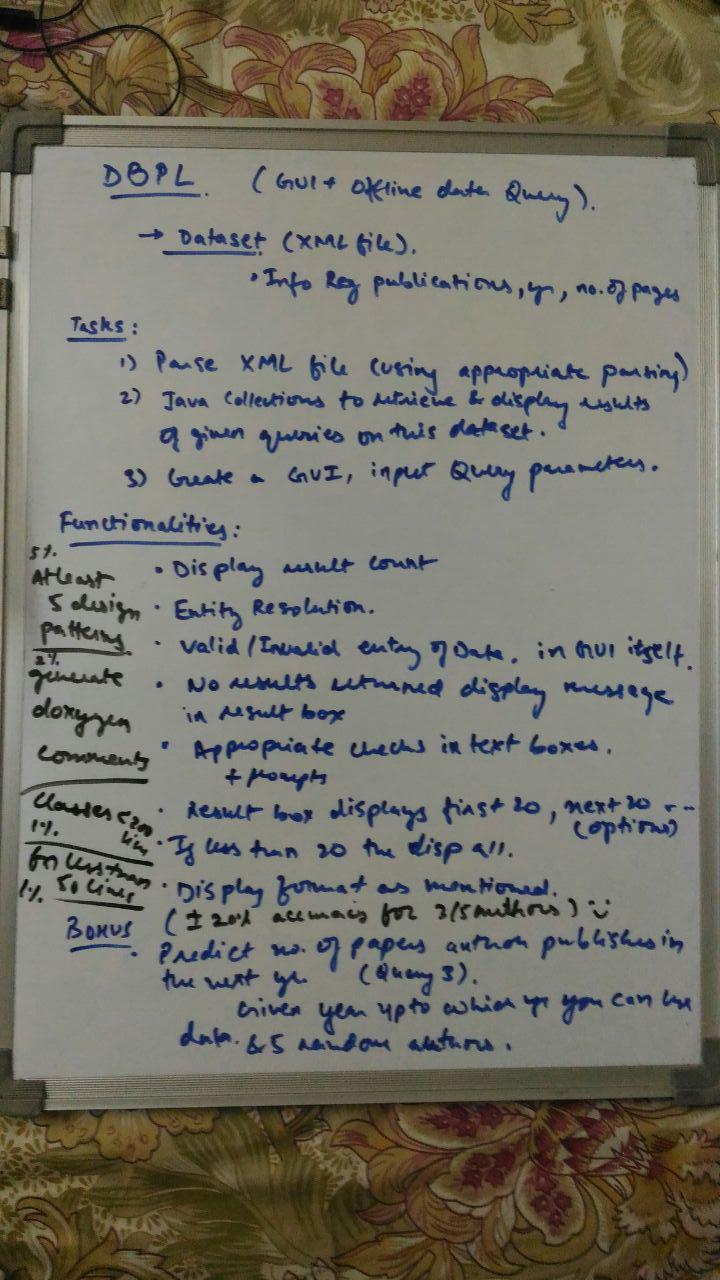 DBPL. (GUI + Offline data Query).
→ Dataset (XML file).
• Info Reg publications, yr, no. of pages
Tasks:
1) Parse XML file (using appropriate parsing)
2) Java Collections to retrieve & display results
of given queries on this dataset.
3) Create a GUI, input Query parameters.
Functionalities:
• Display result count
• Entity Resolution.
• Valid/Invalid entry of Data, in GUI itself.
• No results returned display message
in result box
• Appropriate checks in text boxes.
+ prompts
• Result box displays first 20, next 20 --
(options)
• If less than 20 the disp all.
• Display format as mentioned.
(± 20% accuracy for 3/5 authors)
5%
Atleast
5 design
patterns
2%
generate
doxygen
comments
Classes < 200
1% lines
fn less than
1% 50 lines
BONUS
• Predict no. of papers author publishes in
the next yr (Query 3).
Given year upto which yr you can use
data. & 5 random authors.